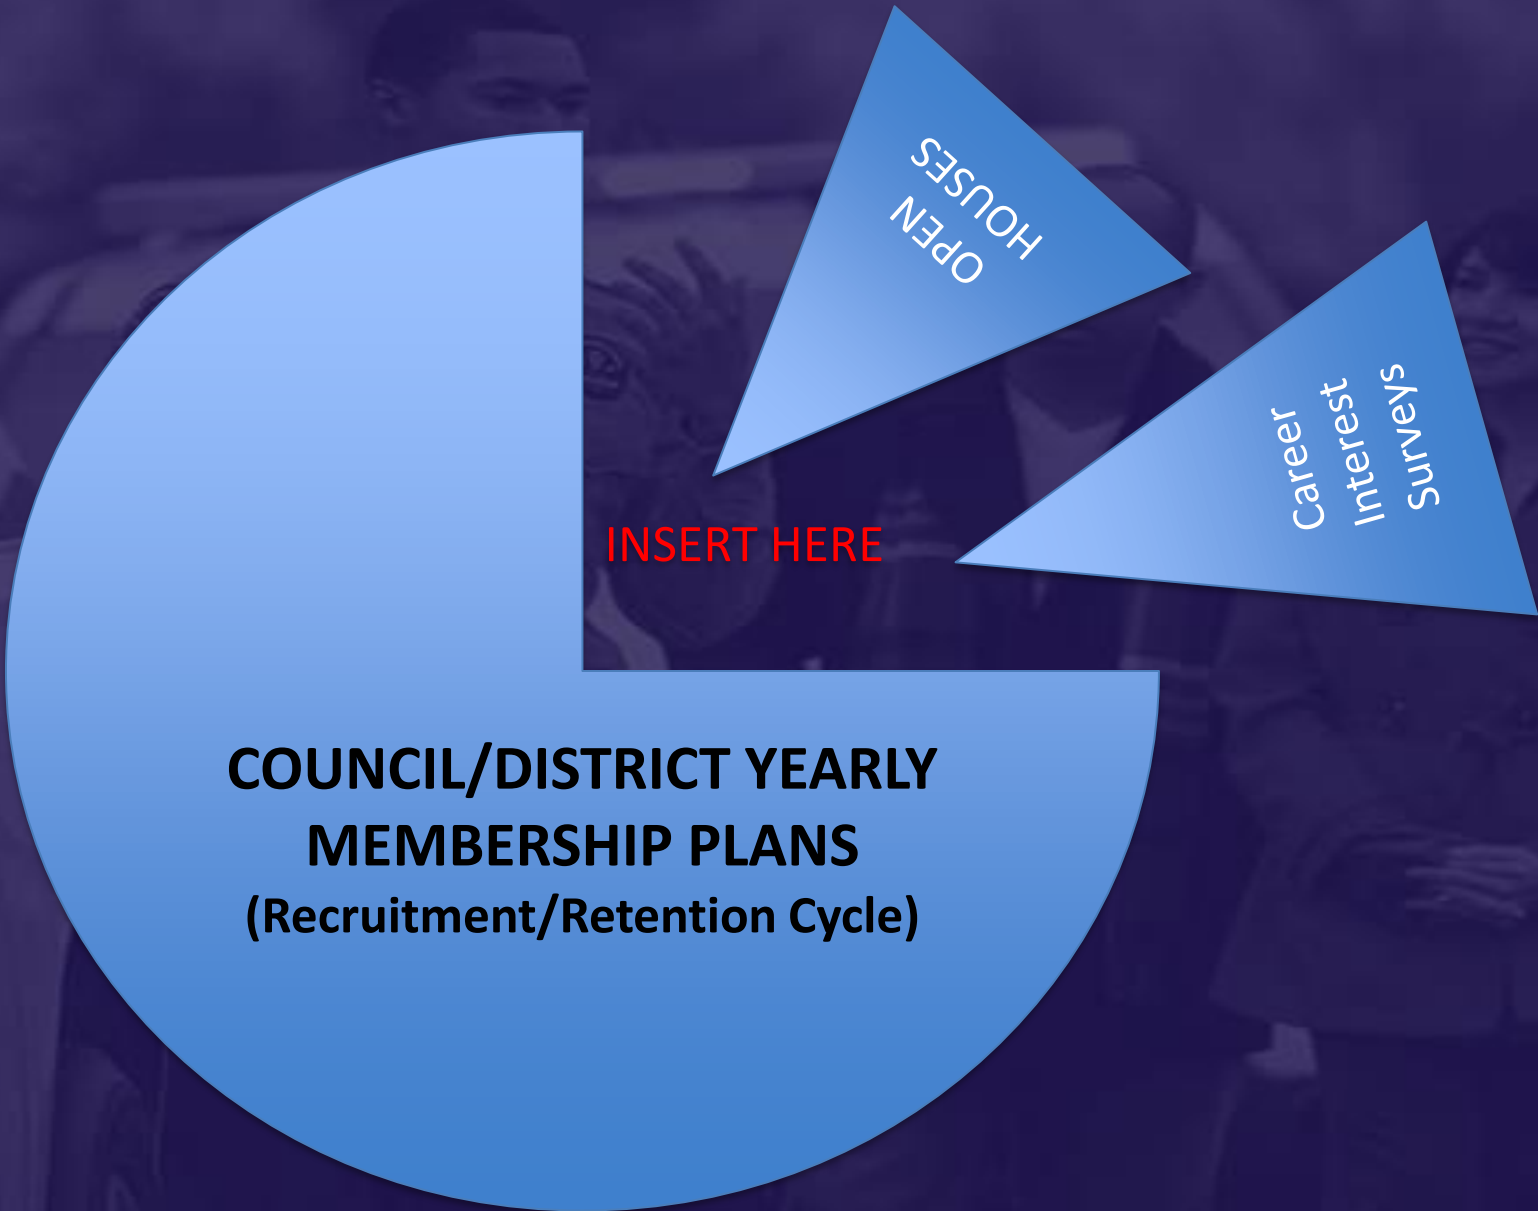 OPEN
HOUSES
Career
Interest
Surveys
INSERT HERE
COUNCIL/DISTRICT YEARLY
MEMBERSHIP PLANS
(Recruitment/Retention Cycle)